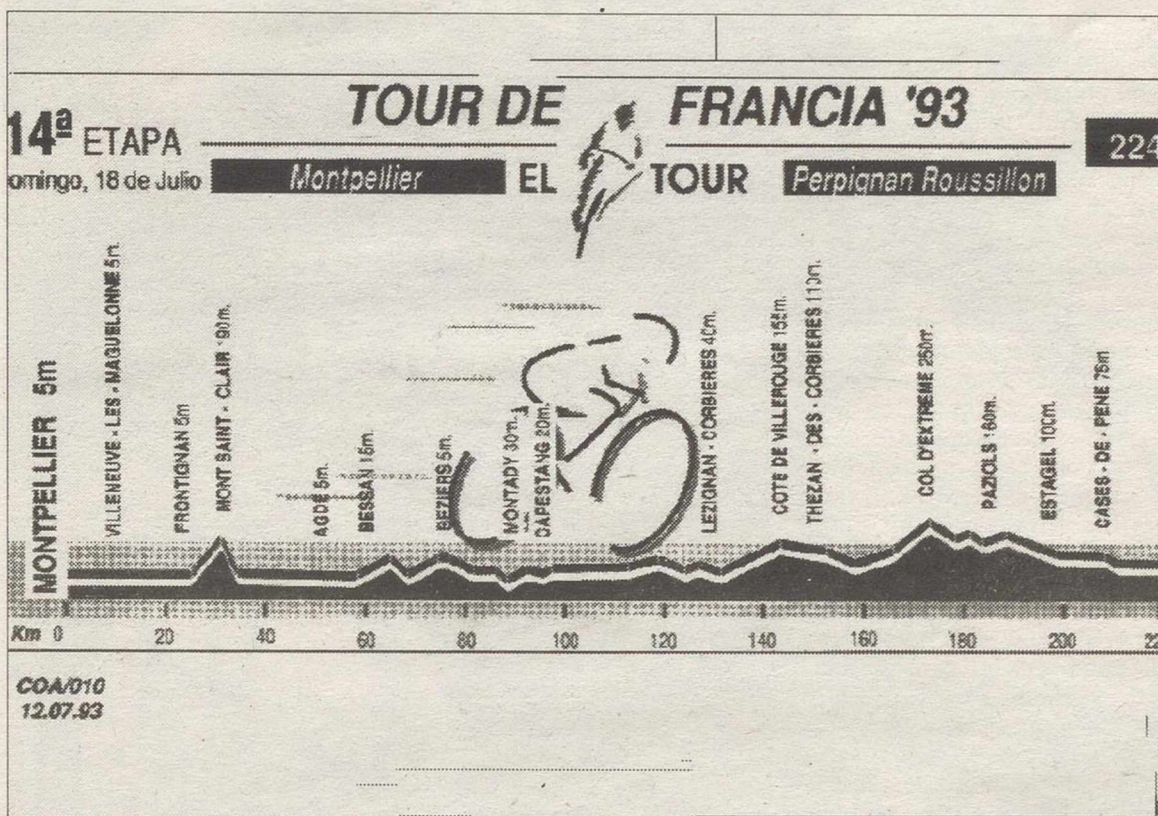 TOUR DE FRANCIA '93
14ª ETAPA
omingo, 18 de Julio
Montpellier
EL TOUR
Perpignan Roussillon
224
MONTPELLIER 5m
VILLENEUVE - LES - MAGUELONNE 5m.
FRONTIGNAN 5m
MONT SAINT - CLAIR 190m.
AGDE 5m.
BESSAN 15m.
BEZIERS 5m.
MONTADY 30m.
CAPESTANG 20m.
LEZIGNAN - CORBIERES 40m.
COTE DE VILLEROUGE 155m.
THEZAN - DES - CORBIERES 110m.
COL D'EXTREME 250m.
PAZIOLS 160m.
ESTAGEL 100m.
CASES - DE - PENE 75m
Km 0 20 40 60 80 100 120 140 160 180 200 22
COA/010
12.07.93